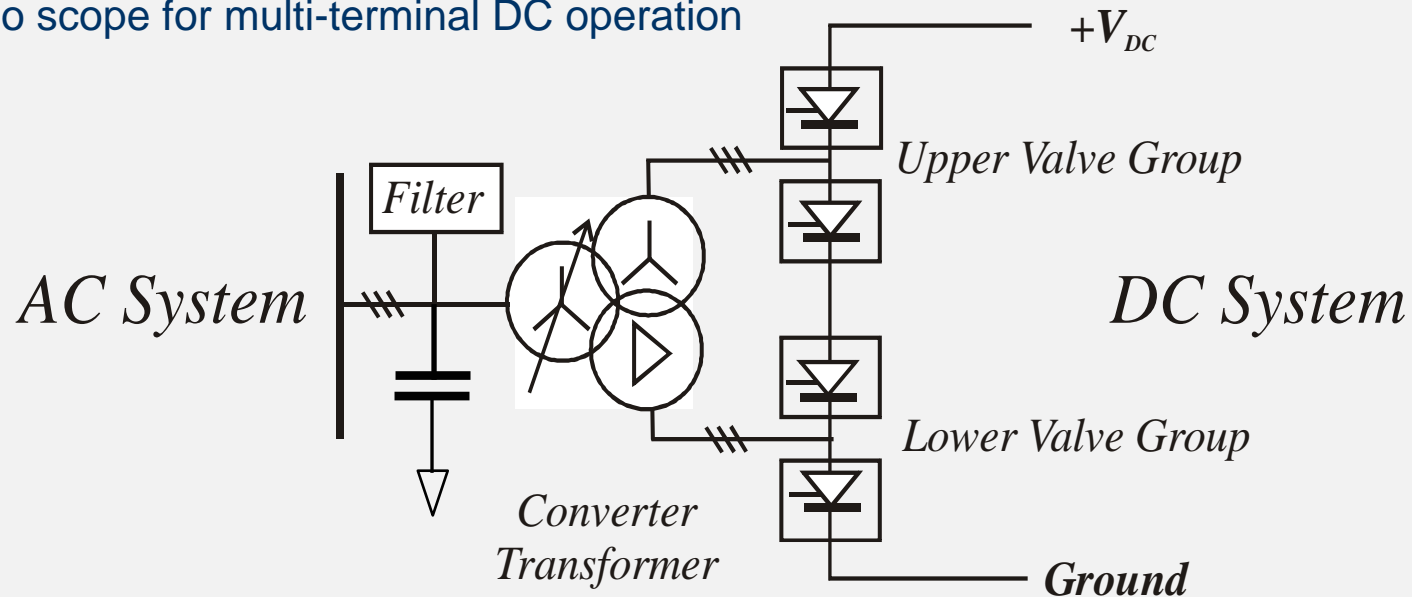 o scope for multi-terminal DC operation
+V_DC
Filter
Upper Valve Group
AC System
DC System
Lower Valve Group
Converter
Transformer
Ground